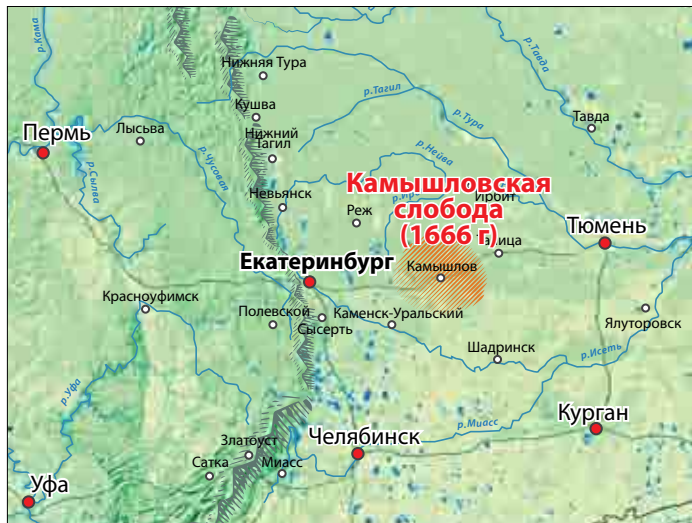 р.Кама
Нижняя Тура
р.Тавда
р.Тагил
Кушва
р.Тура
Тавда
Пермь
Лысьва
Нижний
Тагил
р.Чусовая
р.Нейва
р.Сылва
Камышловская
слобода
(1666 г)
Невьянск
Реж
Ирбит
Тюмень
Екатеринбург
Камышлов
Красноуфимск
Полевской
Сысерть
Каменск-Уральский
Ялуторовск
Шадринск
р.Исеть
р.Уфа
р.Миасс
Курган
Челябинск
Златоуст
Сатка
Миасс
Уфа